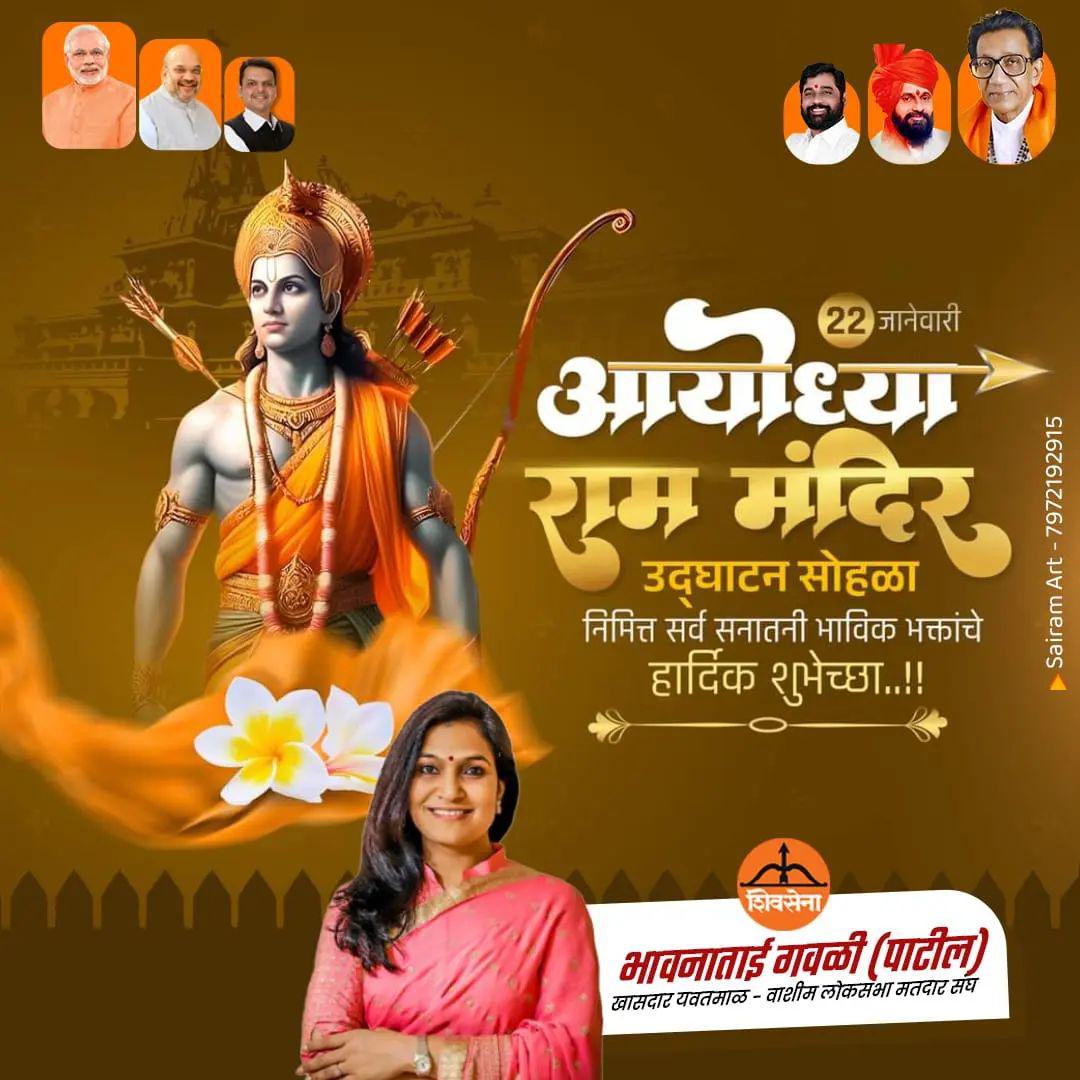 22 जानेवारी
आयोध्या
राम मंदिर
उद्घाटन सोहळा
निमित्त सर्व सनातनी भाविक भक्तांचे
हार्दिक शुभेच्छा..!!
Sairam Art - 7972192915
शिवसेना
भावनाताई गवळी (पाटील)
खासदार यवतमाळ - वाशीम लोकसभा मतदार संघ